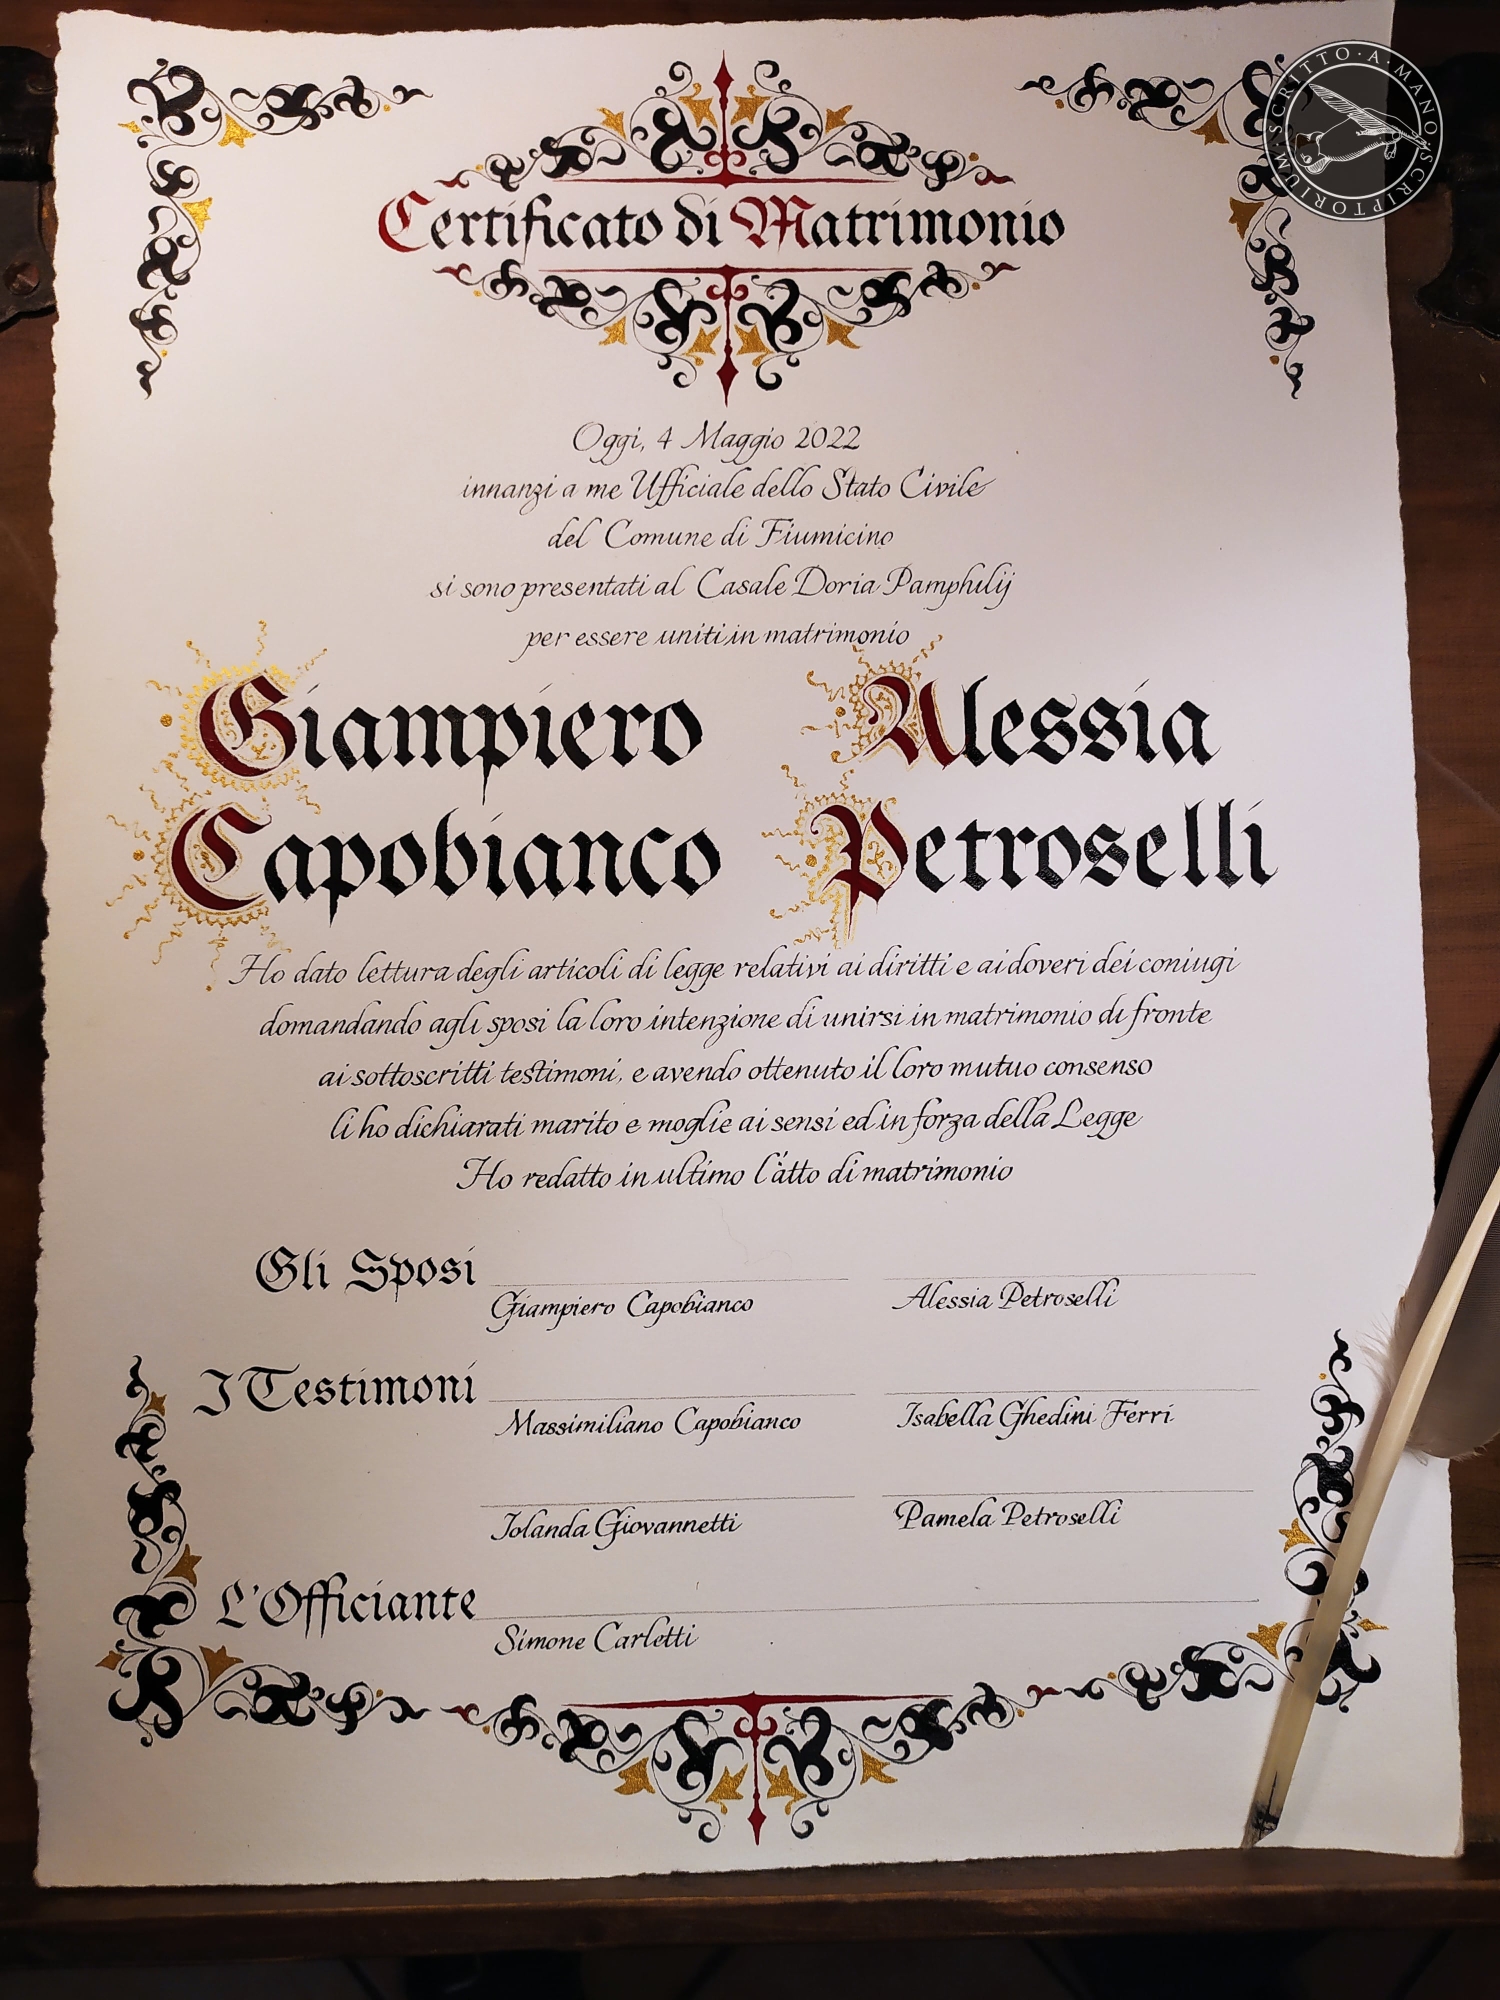 SCRITTO·A·MANO·SCRIPTORIUM·
Certificato di Matrimonio
Oggi, 4 Maggio 2022
innanzi a me Ufficiale dello Stato Civile
del Comune di Fiumicino
si sono presentati al Casale Doria Pamphilij
per essere uniti in matrimonio
Giampiero Alessia
Capobianco Petroselli
Ho dato lettura degli articoli di legge relativi ai diritti e ai doveri dei coniugi
domandando agli sposi la loro intenzione di unirsi in matrimonio di fronte
ai sottoscritti testimoni, e avendo ottenuto il loro mutuo consenso
li ho dichiarati marito e moglie ai sensi ed in forza della Legge
Ho redatto in ultimo l'atto di matrimonio
Gli Sposi
Giampiero Capobianco Alessia Petroselli
I Testimoni
Massimiliano Capobianco Isabella Ghedini Ferri
Iolanda Giovannetti Pamela Petroselli
L'Officiante
Simone Carletti